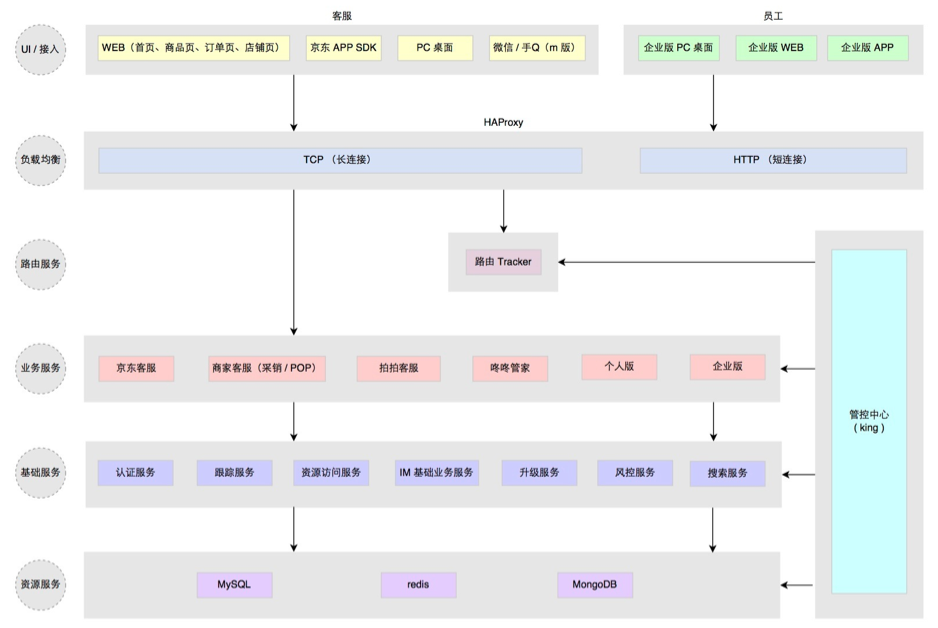 客服
员工
UI / 接入
WEB（首页、商品页、订单页、店铺页）
京东 APP SDK
PC 桌面
微信 / 手Q（m 版）
企业版 PC 桌面
企业版 WEB
企业版 APP
HAProxy
负载均衡
TCP （长连接）
HTTP （短连接）
路由服务
路由 Tracker
业务服务
京东客服
商家客服（采销 / POP）
拍拍客服
咚咚管家
个人版
企业版
管控中心
( king )
基础服务
认证服务
跟踪服务
资源访问服务
IM 基础业务服务
升级服务
风控服务
搜索服务
资源服务
MySQL
redis
MongoDB